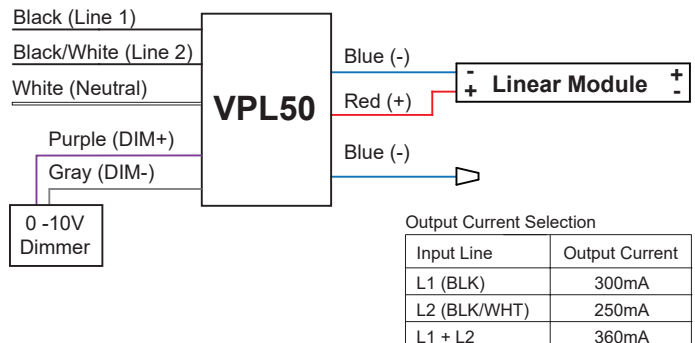 Black (Line 1)
Black/White (Line 2)
White (Neutral)
Purple (DIM+)
Gray (DIM-)
0 -10V
Dimmer
VPL50
Blue (-)
Red (+)
Blue (-)
- Linear Module +
+ -
Output Current Selection
Input Line Output Current
L1 (BLK) 300mA
L2 (BLK/WHT) 250mA
L1 + L2 360mA